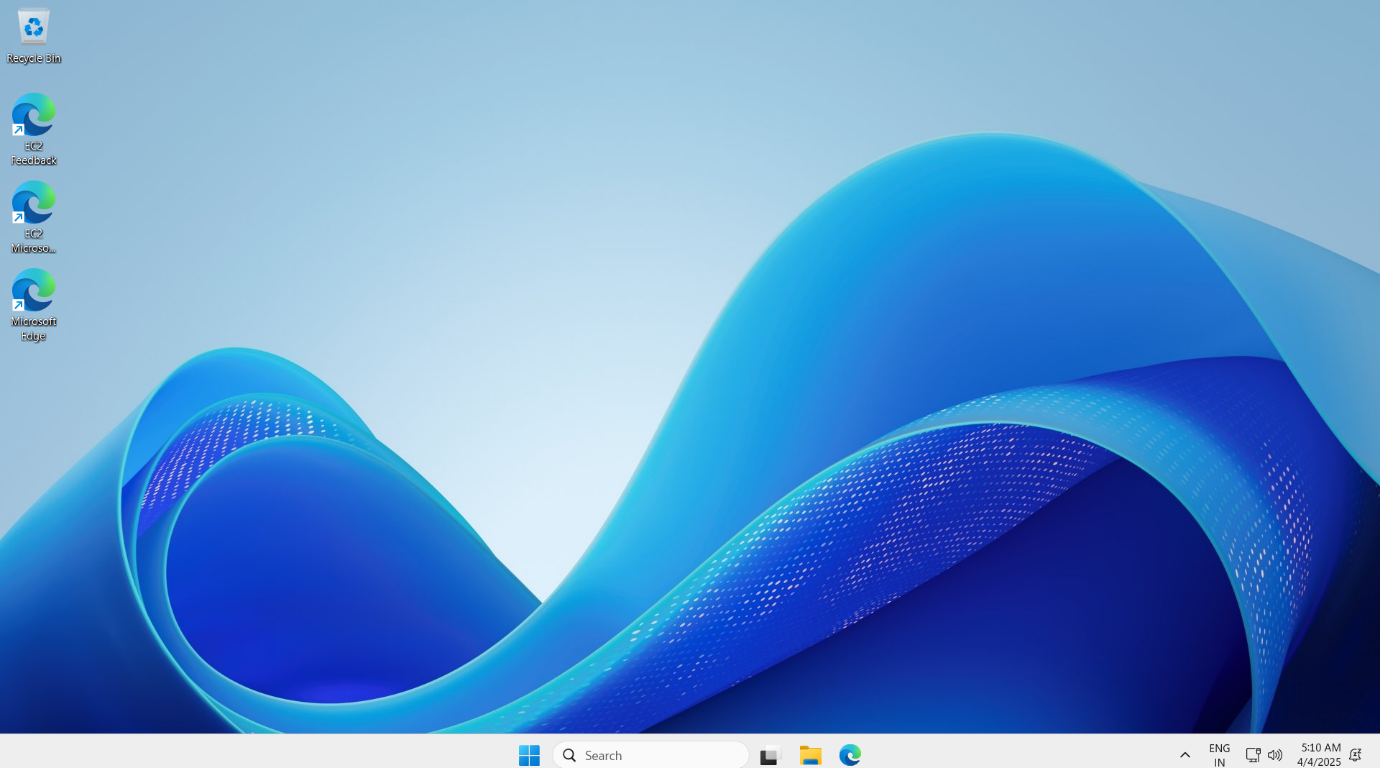 Recycle Bin
EC2
Feedback
EC2
Microso...
Microsoft
Edge
Search
ENG
IN
5:10 AM
4/4/2025